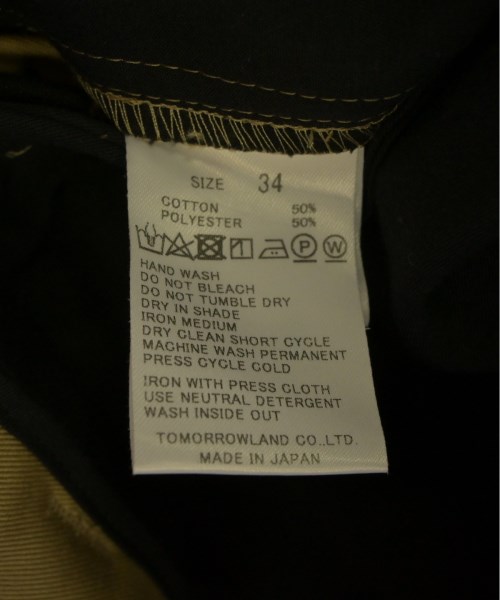 SIZE 34
COTTON 50%
POLYESTER 50%
P W
HAND WASH
DO NOT BLEACH
DO NOT TUMBLE DRY
DRY IN SHADE
IRON MEDIUM
DRY CLEAN SHORT CYCLE
MACHINE WASH PERMANENT
PRESS CYCLE COLD
IRON WITH PRESS CLOTH
USE NEUTRAL DETERGENT
WASH INSIDE OUT
TOMORROWLAND CO.,LTD.
MADE IN JAPAN